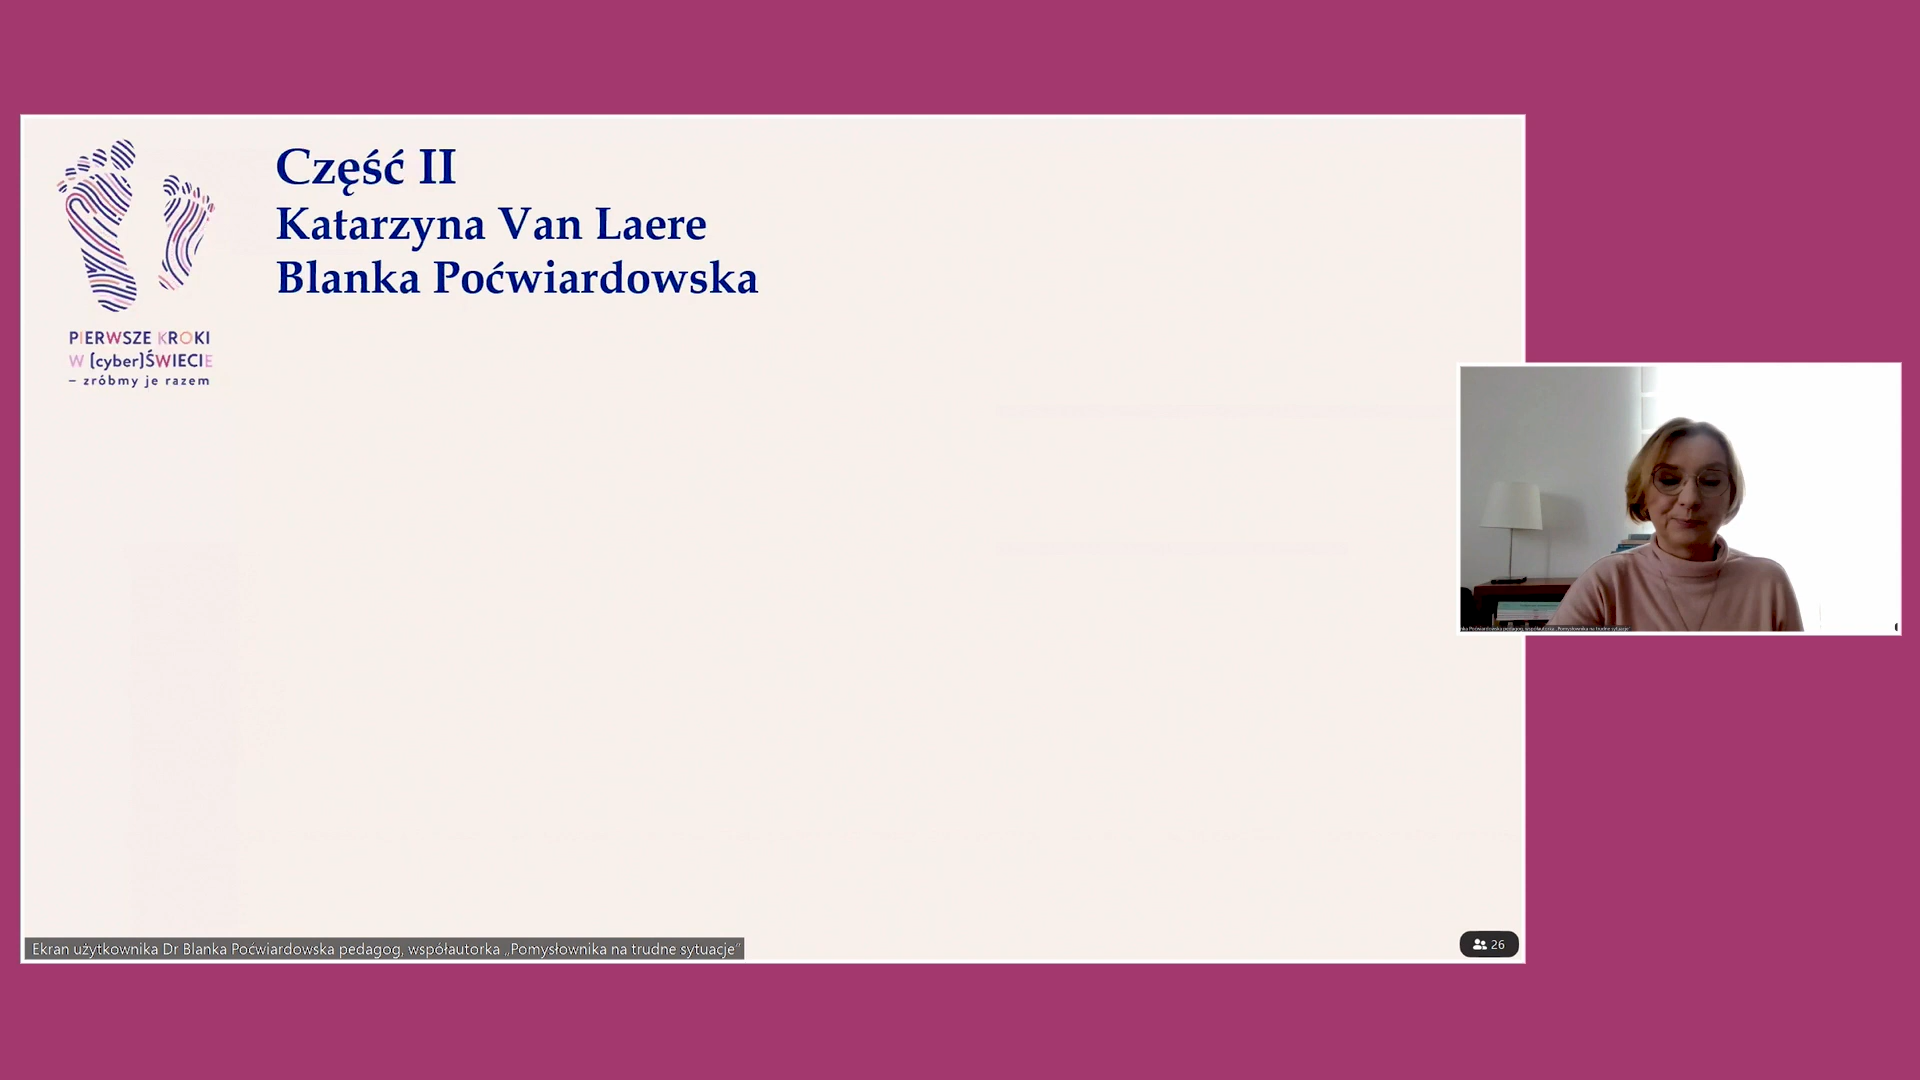 Część II
Katarzyna Van Laere
Blanka Poćwiardowska
PIERWSZE KROKI
W (cyber)ŚWIECIE
– zróbmy je razem
Ekran użytkownika Dr Blanka Poćwiardowska pedagog, współautorka „Pomysłownika na trudne sytuacje”
26